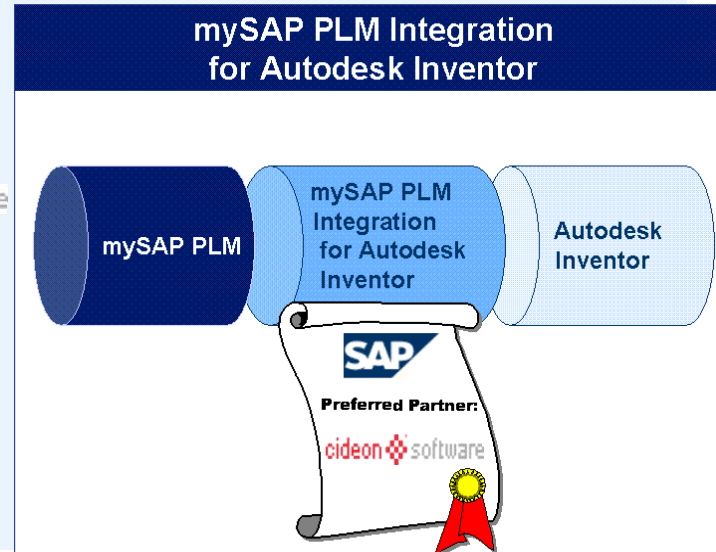 mySAP PLM Integration
for Autodesk Inventor
mySAP PLM
mySAP PLM
Integration
for Autodesk
Inventor
Autodesk
Inventor
SAP
Preferred Partner:
cideon software